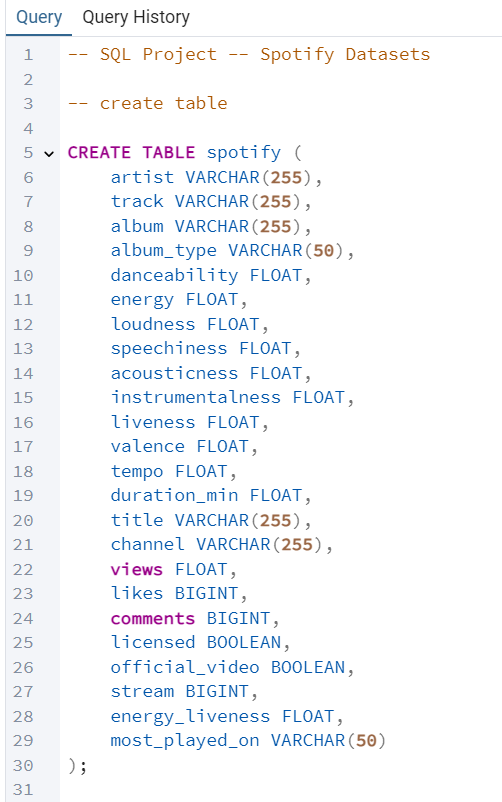 Query Query History
1 -- SQL Project -- Spotify Datasets
2
3 -- create table
4
5 CREATE TABLE spotify (
6 artist VARCHAR(255),
7 track VARCHAR(255),
8 album VARCHAR(255),
9 album_type VARCHAR(50),
10 danceability FLOAT,
11 energy FLOAT,
12 loudness FLOAT,
13 speechiness FLOAT,
14 acousticness FLOAT,
15 instrumentalness FLOAT,
16 liveness FLOAT,
17 valence FLOAT,
18 tempo FLOAT,
19 duration_min FLOAT,
20 title VARCHAR(255),
21 channel VARCHAR(255),
22 views FLOAT,
23 likes BIGINT,
24 comments BIGINT,
25 licensed BOOLEAN,
26 official_video BOOLEAN,
27 stream BIGINT,
28 energy_liveness FLOAT,
29 most_played_on VARCHAR(50)
30 );
31